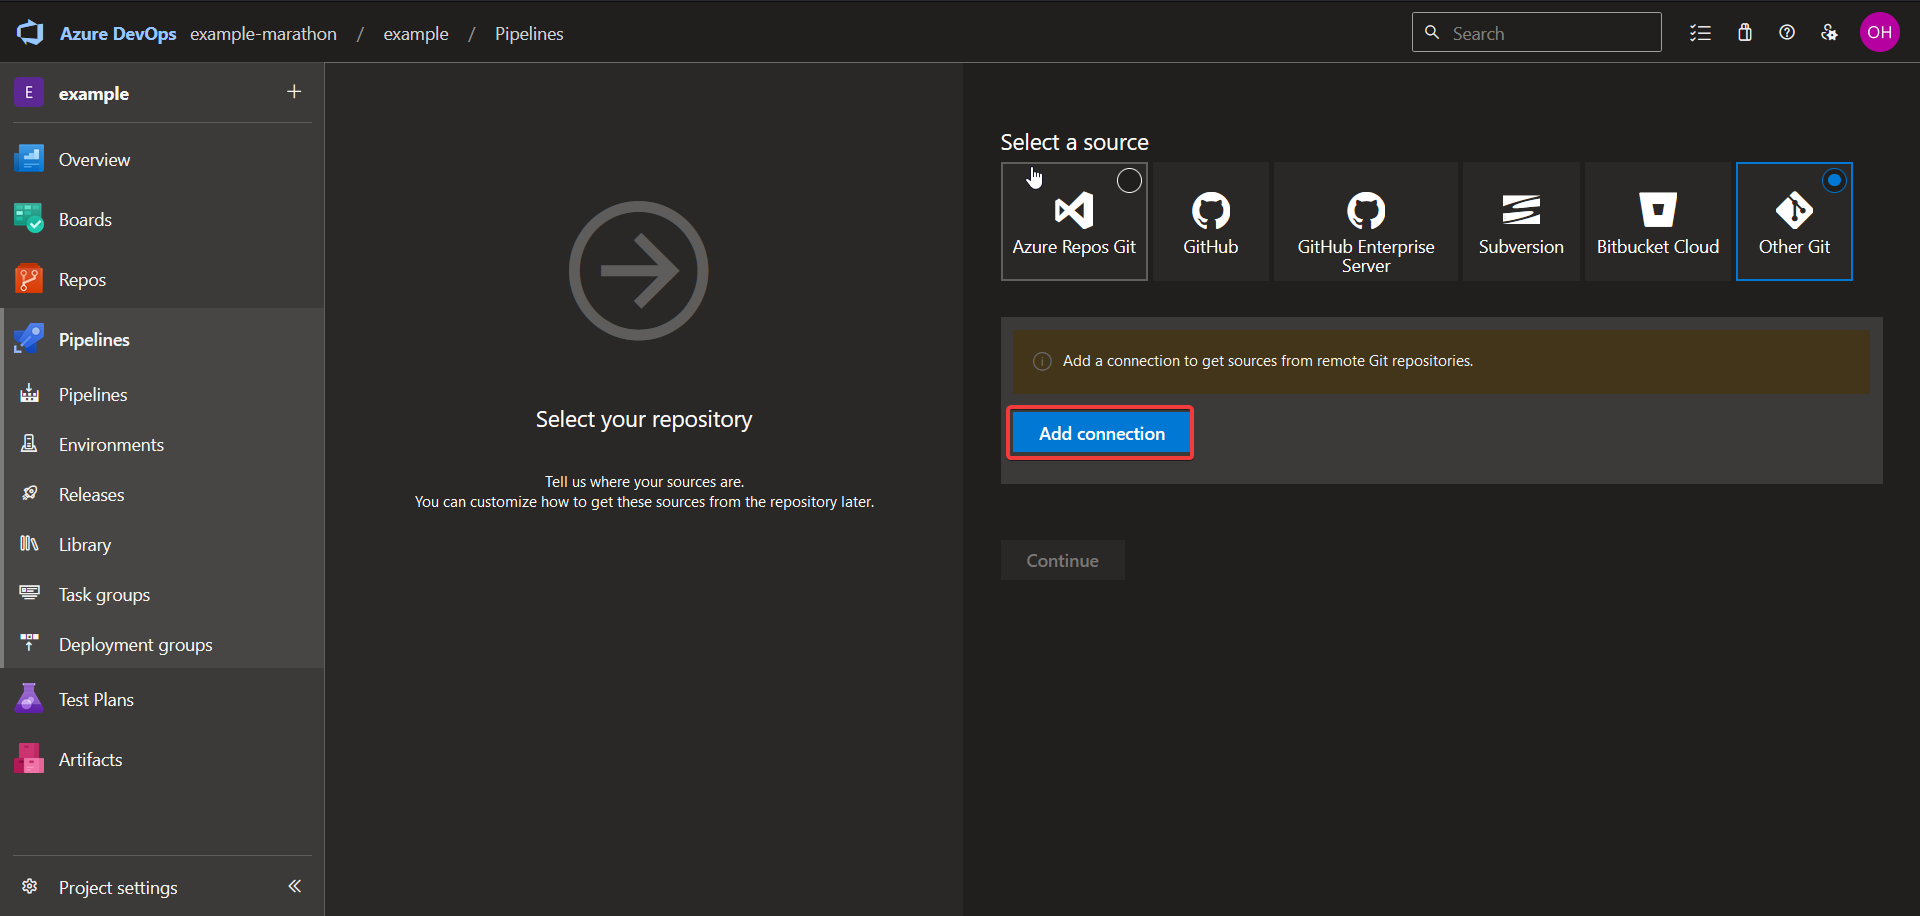 Azure DevOps example-marathon / example / Pipelines
Search
OH
E example +
Overview
Boards
Repos
Pipelines
Pipelines
Environments
Releases
Library
Task groups
Deployment groups
Test Plans
Artifacts
Project settings
Select your repository
Tell us where your sources are.
You can customize how to get these sources from the repository later.
Select a source
Azure Repos Git
GitHub
GitHub Enterprise
Server
Subversion
Bitbucket Cloud
Other Git
Add a connection to get sources from remote Git repositories.
Add connection
Continue